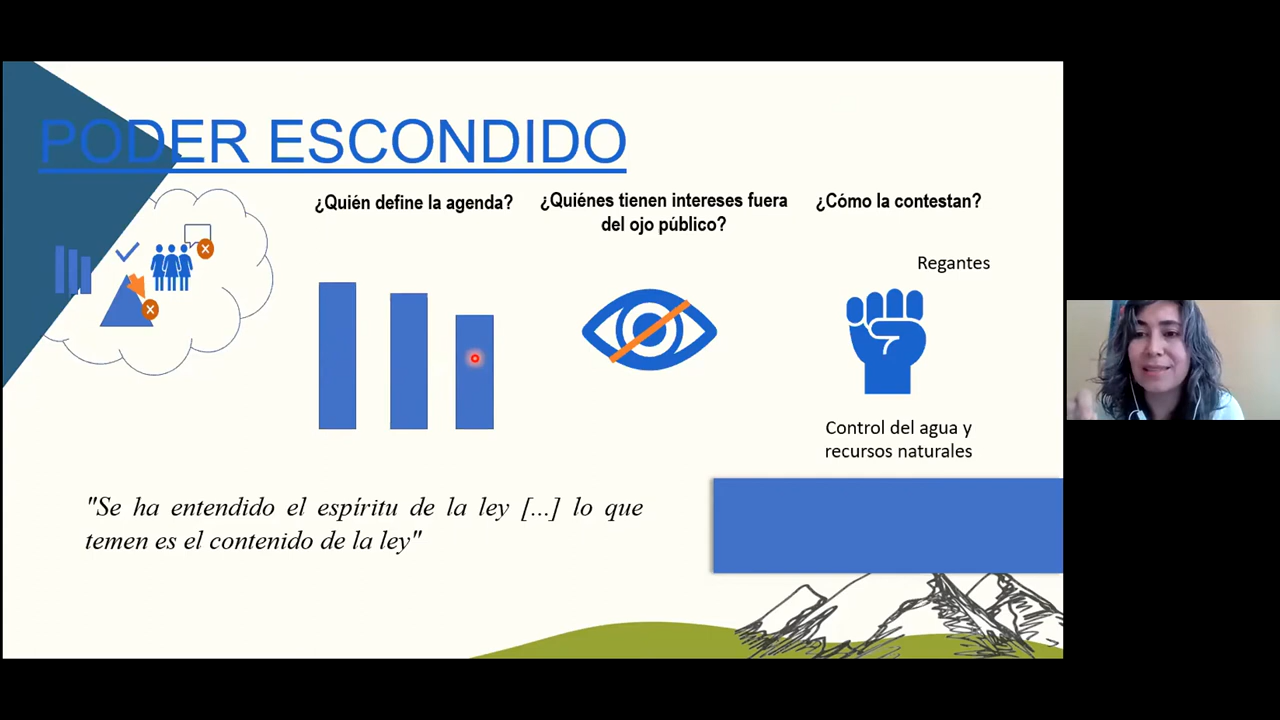 PODER ESCONDIDO
¿Quién define la agenda?
¿Quiénes tienen intereses fuera
del ojo público?
¿Cómo la contestan?
Regantes
Control del agua y
recursos naturales
"Se ha entendido el espíritu de la ley [...] lo que
temen es el contenido de la ley"